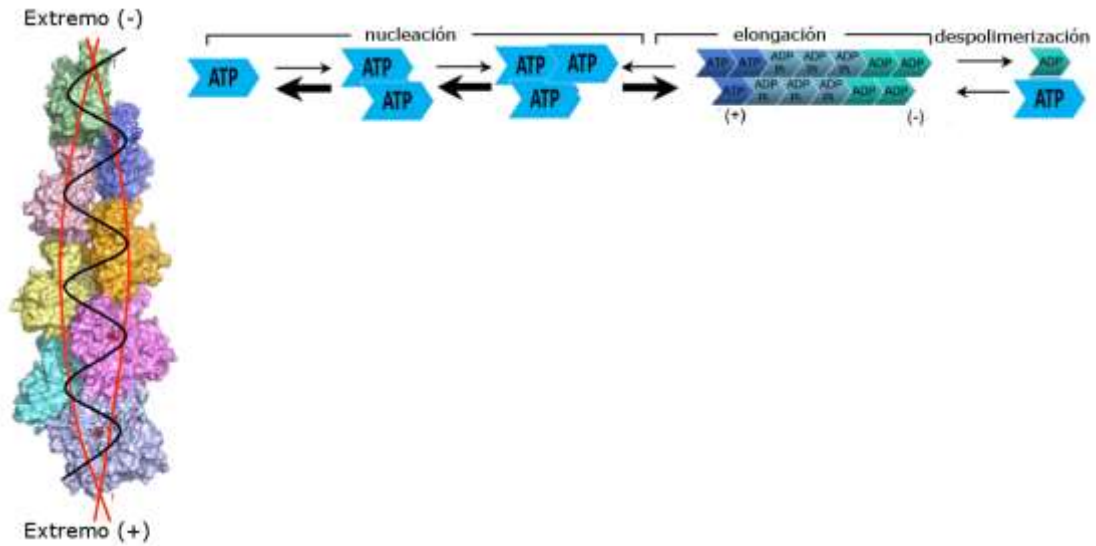 Extremo (-)
nucleación
elongación
despolimerización
ATP
ATP
ATP
ATP
ATP
ATP
ATP
ATP
ADP
Pi
ADP
Pi
ADP
Pi
ADP
ADP
ATP
ADP
Pi
ADP
Pi
ADP
Pi
ADP
ADP
(+)
(-)
ADP
ATP
Extremo (+)